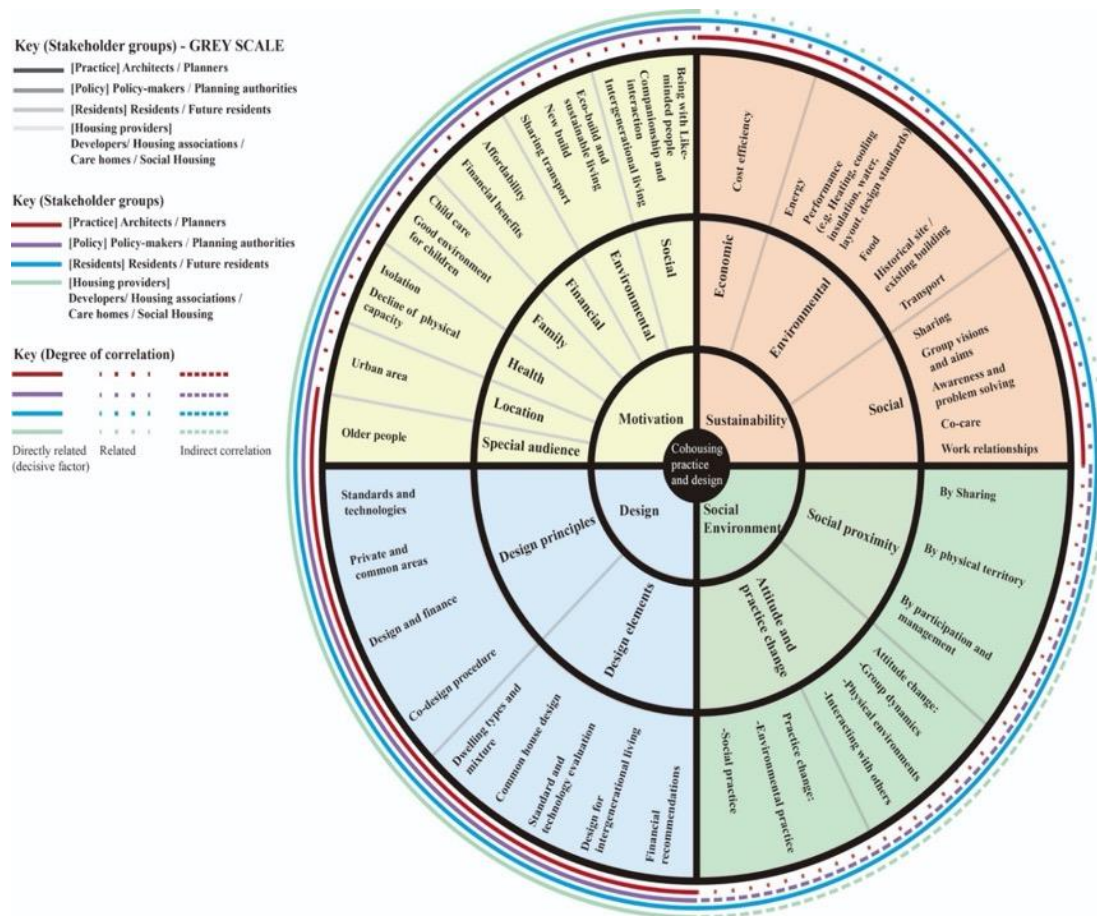 Key (Stakeholder groups) - GREY SCALE
[Practice] Architects / Planners
[Policy] Policy-makers / Planning authorities
[Residents] Residents / Future residents
[Housing providers]
Developers/ Housing associations /
Care homes / Social Housing
Key (Stakeholder groups)
[Practice] Architects / Planners
[Policy] Policy-makers / Planning authorities
[Residents] Residents / Future residents
[Housing providers]
Developers/ Housing associations /
Care homes / Social Housing
Key (Degree of correlation)
Directly related
(decisive factor)
Related
Indirect correlation
Cohousing
practice
and design
Motivation
Special audience
Location
Health
Family
Financial
Environmental
Social
Older people
Urban area
Decline of physical
capacity
Isolation
Good environment
for children
Child care
Financial benefits
Affordability
Sharing transport
New build
Eco-build and
sustainable living
Intergenerational living
Companionship and
interaction
Being with Like-
minded people
Sustainability
Economic
Environmental
Social
Cost efficiency
Energy
Performance
(e.g. Heating, cooling
insulation, water,
layout. design standards)
Food
Historical site /
existing building
Transport
Sharing
Group visions
and aims
Awareness and
problem solving
Co-care
Work relationships
Social
Environment
Social proximity
Attitude and
practice change
By Sharing
By physical territory
By participation and
management
Attitude change:
-Group dynamics
-Physical environments
-Interacting with others
Practice change:
-Environmental practice
-Social practice
Design
Design principles
Design elements
Standards and
technologies
Private and
common areas
Design and finance
Co-design procedure
Dwelling types and
mixture
Common house design
Standard and
technology evaluation
Design for
intergenerational living
Financial
recommendations